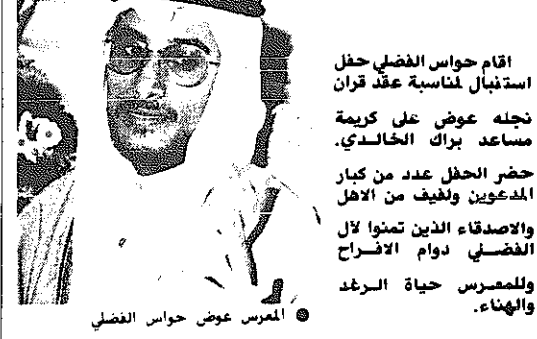 اقام حواس الفضلي حفل
استقبال لمناسبة عقد قران
نجله عوض على كريمة
مساعد براك الخالدي.
حضر الحفل عدد من كبار
المدعوين ولفيف من الاهل
والاصدقاء الذين تمنوا لآل
الفضلي دوام الافراح
وللمعرس حياة الرغد
والهناء.
● المعرس عوض حواس الفضلي